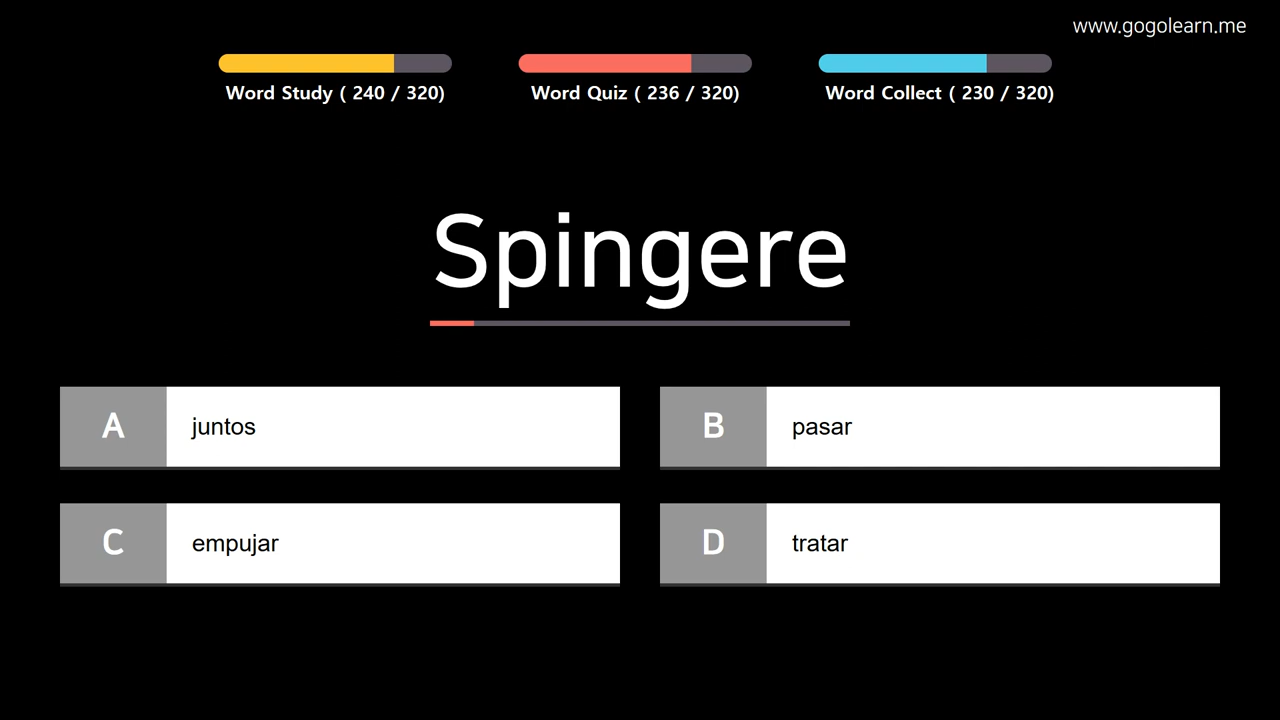 www.gogolearn.me
Word Study ( 240 / 320)
Word Quiz ( 236 / 320)
Word Collect ( 230 / 320)
Spingere
A
juntos
B
pasar
C
empujar
D
tratar